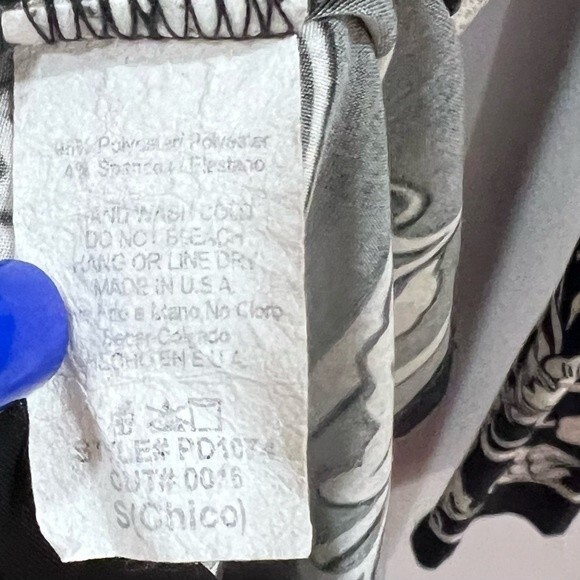 Polyester/ Polyester
4% Spandex / Elastano
HAND WASH COLD
DO NOT BLEACH
HANG OR LINE DRY
MADE IN U.S.A
a Mano, No Cloro
Secar Colgado
HECHO EN E.U.A.
STYLE# PD1074
CUT# 0016
S(Chico)